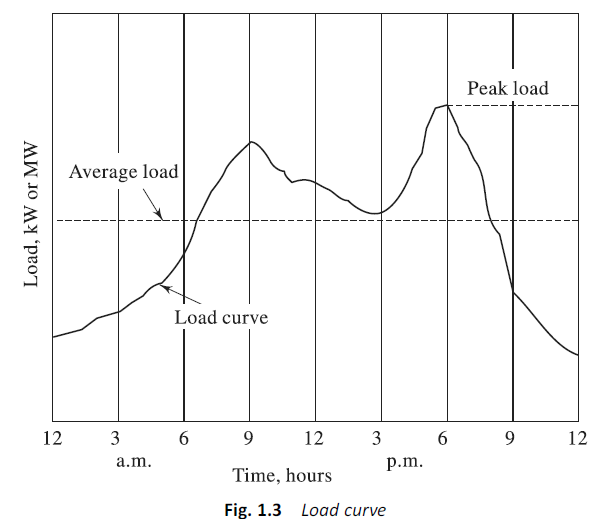 Peak load
Average load
Load, kW or MW
Load curve
12 3 6 9 12 3 6 9 12
a.m. p.m.
Time, hours
Fig. 1.3 Load curve